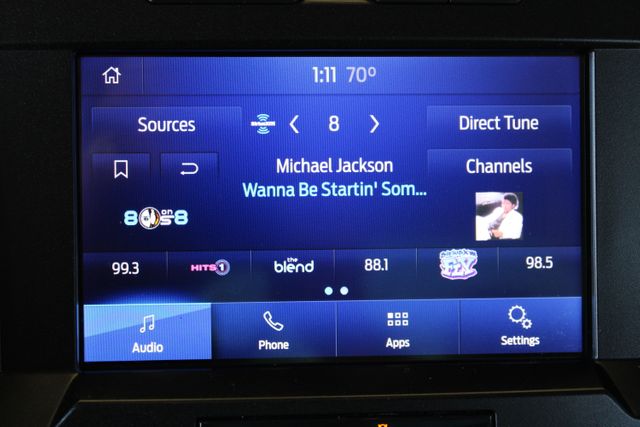 1:11 70°
Sources
SiriusXM
8
Direct Tune
Michael Jackson
Channels
Wanna Be Startin' Som...
80s on 8
99.3
HITS 1
the blend
88.1
98.5
Audio
Phone
Apps
Settings